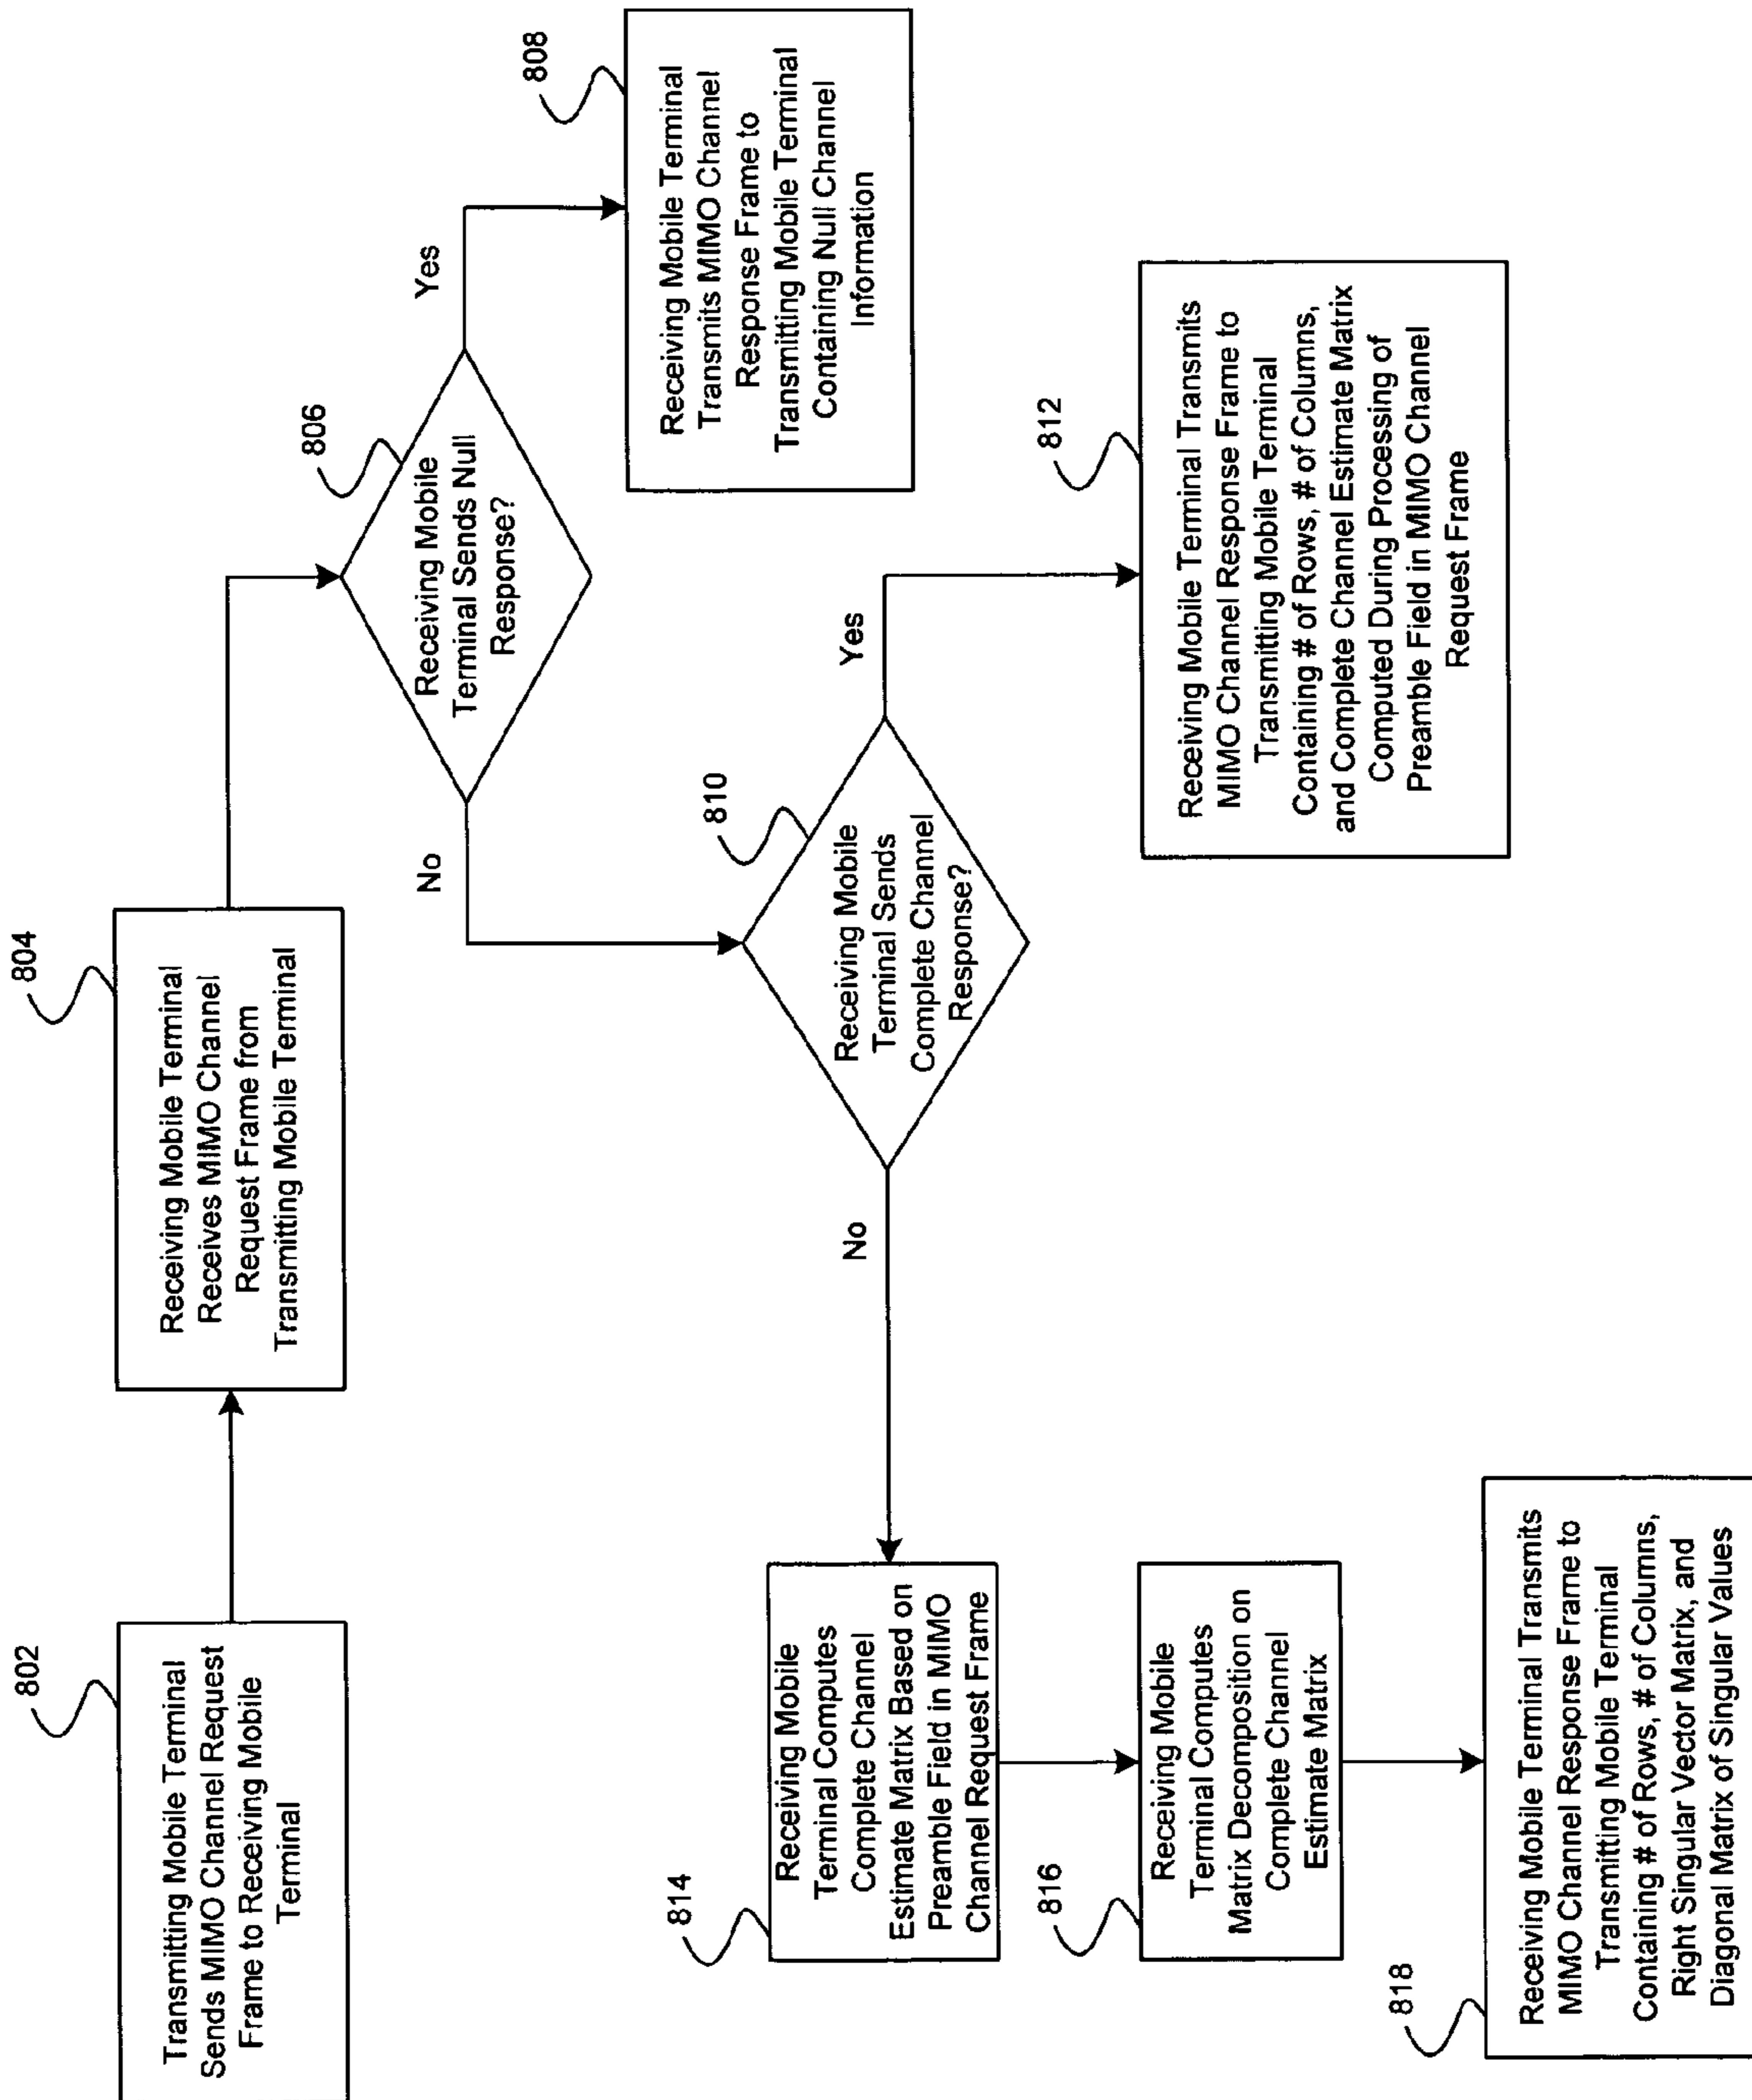 802
Transmitting Mobile Terminal
Sends MIMO Channel Request
Frame to Receiving Mobile
Terminal
804
Receiving Mobile Terminal
Receives MIMO Channel
Request Frame from
Transmitting Mobile Terminal
806
Receiving Mobile
Terminal Sends Null
Response?
Yes
No
808
Receiving Mobile Terminal
Transmits MIMO Channel
Response Frame to
Transmitting Mobile Terminal
Containing Null Channel
Information
810
Receiving Mobile
Terminal Sends
Complete Channel
Response?
Yes
No
812
Receiving Mobile Terminal Transmits
MIMO Channel Response Frame to
Transmitting Mobile Terminal
Containing # of Rows, # of Columns,
and Complete Channel Estimate Matrix
Computed During Processing of
Preamble Field in MIMO Channel
Request Frame
814
Receiving Mobile
Terminal Computes
Complete Channel
Estimate Matrix Based on
Preamble Field in MIMO
Channel Request Frame
816
Receiving Mobile
Terminal Computes
Matrix Decomposition on
Complete Channel
Estimate Matrix
818
Receiving Mobile Terminal Transmits
MIMO Channel Response Frame to
Transmitting Mobile Terminal
Containing # of Rows, # of Columns,
Right Singular Vector Matrix, and
Diagonal Matrix of Singular Values